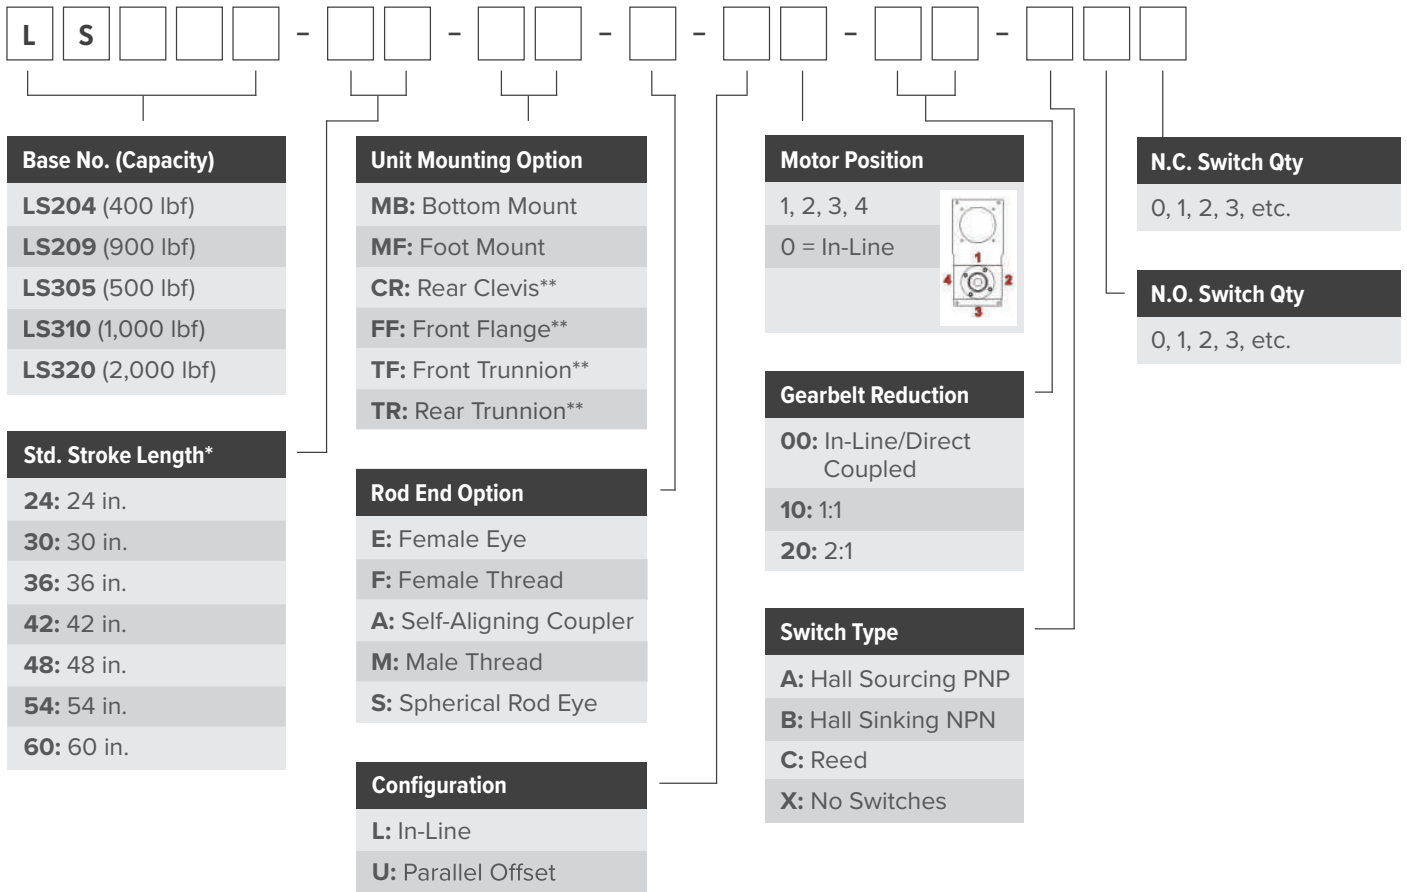 L S - - - - - -
Base No. (Capacity)
LS204 (400 lbf)
LS209 (900 lbf)
LS305 (500 lbf)
LS310 (1,000 lbf)
LS320 (2,000 lbf)
Std. Stroke Length*
24: 24 in.
30: 30 in.
36: 36 in.
42: 42 in.
48: 48 in.
54: 54 in.
60: 60 in.
Unit Mounting Option
MB: Bottom Mount
MF: Foot Mount
CR: Rear Clevis**
FF: Front Flange**
TF: Front Trunnion**
TR: Rear Trunnion**
Rod End Option
E: Female Eye
F: Female Thread
A: Self-Aligning Coupler
M: Male Thread
S: Spherical Rod Eye
Configuration
L: In-Line
U: Parallel Offset
Motor Position
1, 2, 3, 4
0 = In-Line
1
4 2
3
Gearbelt Reduction
00: In-Line/Direct
Coupled
10: 1:1
20: 2:1
Switch Type
A: Hall Sourcing PNP
B: Hall Sinking NPN
C: Reed
X: No Switches
N.C. Switch Qty
0, 1, 2, 3, etc.
N.O. Switch Qty
0, 1, 2, 3, etc.